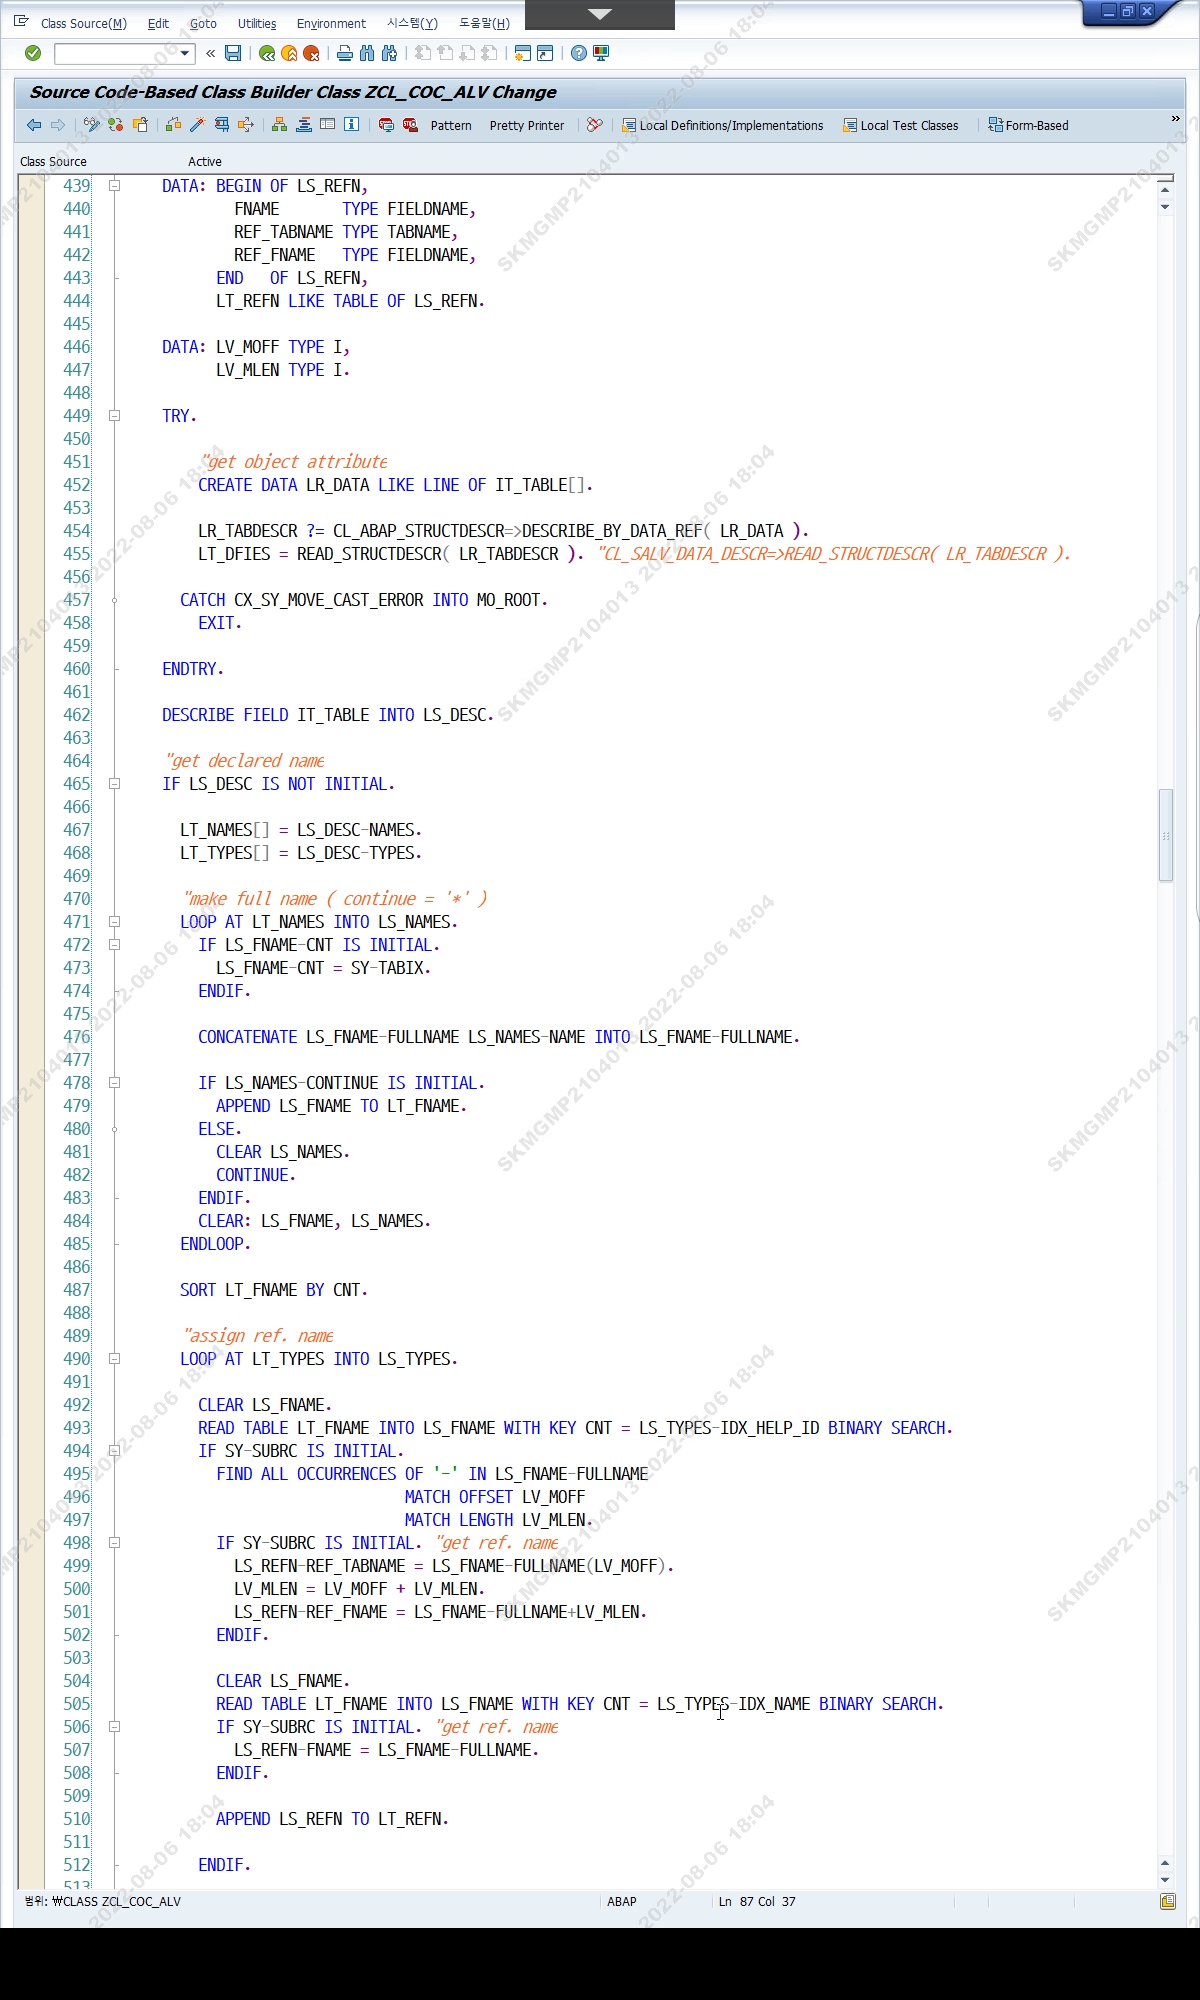 Class Source(M) Edit Goto Utilities Environment 시스템(Y) 도움말(H)
Source Code-Based Class Builder Class ZCL_COC_ALV Change
Pattern Pretty Printer Local Definitions/Implementations Local Test Classes Form-Based
Class Source Active
439 DATA: BEGIN OF LS_REFN,
440 FNAME TYPE FIELDNAME,
441 REF_TABNAME TYPE TABNAME,
442 REF_FNAME TYPE FIELDNAME,
443 END OF LS_REFN,
444 LT_REFN LIKE TABLE OF LS_REFN.
445
446 DATA: LV_MOFF TYPE I,
447 LV_MLEN TYPE I.
448
449 TRY.
450
451 "get object attribute
452 CREATE DATA LR_DATA LIKE LINE OF IT_TABLE[].
453
454 LR_TABDESCR ?= CL_ABAP_STRUCTDESCR=>DESCRIBE_BY_DATA_REF( LR_DATA ).
455 LT_DFIES = READ_STRUCTDESCR( LR_TABDESCR ). "CL_SALV_DATA_DESCR=>READ_STRUCTDESCR( LR_TABDESCR ).
456
457 CATCH CX_SY_MOVE_CAST_ERROR INTO MO_ROOT.
458 EXIT.
459
460 ENDTRY.
461
462 DESCRIBE FIELD IT_TABLE INTO LS_DESC.
463
464 "get declared name
465 IF LS_DESC IS NOT INITIAL.
466
467 LT_NAMES[] = LS_DESC-NAMES.
468 LT_TYPES[] = LS_DESC-TYPES.
469
470 "make full name ( continue = '*' )
471 LOOP AT LT_NAMES INTO LS_NAMES.
472 IF LS_FNAME-CNT IS INITIAL.
473 LS_FNAME-CNT = SY-TABIX.
474 ENDIF.
475
476 CONCATENATE LS_FNAME-FULLNAME LS_NAMES-NAME INTO LS_FNAME-FULLNAME.
477
478 IF LS_NAMES-CONTINUE IS INITIAL.
479 APPEND LS_FNAME TO LT_FNAME.
480 ELSE.
481 CLEAR LS_NAMES.
482 CONTINUE.
483 ENDIF.
484 CLEAR: LS_FNAME, LS_NAMES.
485 ENDLOOP.
486
487 SORT LT_FNAME BY CNT.
488
489 "assign ref. name
490 LOOP AT LT_TYPES INTO LS_TYPES.
491
492 CLEAR LS_FNAME.
493 READ TABLE LT_FNAME INTO LS_FNAME WITH KEY CNT = LS_TYPES-IDX_HELP_ID BINARY SEARCH.
494 IF SY-SUBRC IS INITIAL.
495 FIND ALL OCCURRENCES OF '-' IN LS_FNAME-FULLNAME
496 MATCH OFFSET LV_MOFF
497 MATCH LENGTH LV_MLEN.
498 IF SY-SUBRC IS INITIAL. "get ref. name
499 LS_REFN-REF_TABNAME = LS_FNAME-FULLNAME(LV_MOFF).
500 LV_MLEN = LV_MOFF + LV_MLEN.
501 LS_REFN-REF_FNAME = LS_FNAME-FULLNAME+LV_MLEN.
502 ENDIF.
503
504 CLEAR LS_FNAME.
505 READ TABLE LT_FNAME INTO LS_FNAME WITH KEY CNT = LS_TYPES-IDX_NAME BINARY SEARCH.
506 IF SY-SUBRC IS INITIAL. "get ref. name
507 LS_REFN-FNAME = LS_FNAME-FULLNAME.
508 ENDIF.
509
510 APPEND LS_REFN TO LT_REFN.
511
512 ENDIF.
513
범위: ₩CLASS ZCL_COC_ALV ABAP Ln 87 Col 37
SKMGMP2104013 2022-08-06 18:04